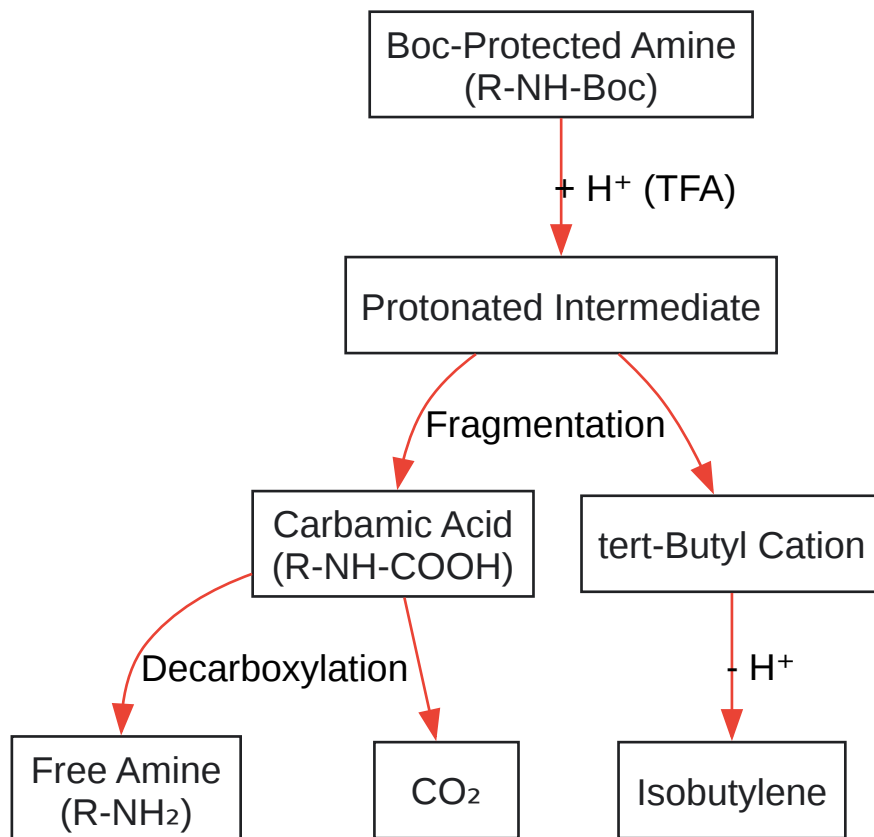 Boc-Protected Amine
(R-NH-Boc)
+ H⁺ (TFA)
Protonated Intermediate
Fragmentation
Carbamic Acid
(R-NH-COOH)
tert-Butyl Cation
Decarboxylation
- H⁺
Free Amine
(R-NH₂)
CO₂
Isobutylene